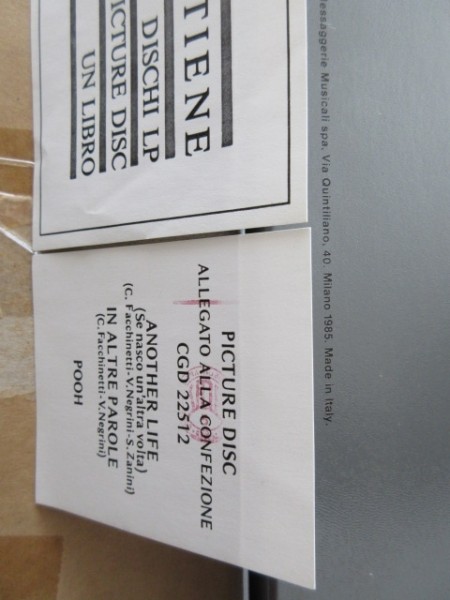 essaggerie Musicali spa, Via Quintiliano, 40 Milano 1985. Made in Italy.
TIENE
DISCHI LP
ICTURE DISC
UN LIBRO
PICTURE DISC
ALLEGATO ALLA CONFEZIONE
CGD 22512
ANOTHER LIFE
(Se nasco un'altra volta)
(C. Facchinetti-V.Negrini-S. Zanini)
IN ALTRE PAROLE
(C.Facchinetti-V.Negrini)
POOH